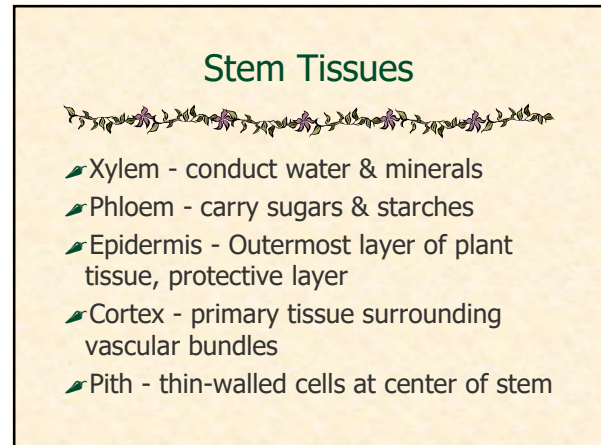 Stem Tissues
Xylem - conduct water & minerals
Phloem - carry sugars & starches
Epidermis - Outermost layer of plant
tissue, protective layer
Cortex - primary tissue surrounding
vascular bundles
Pith - thin-walled cells at center of stem